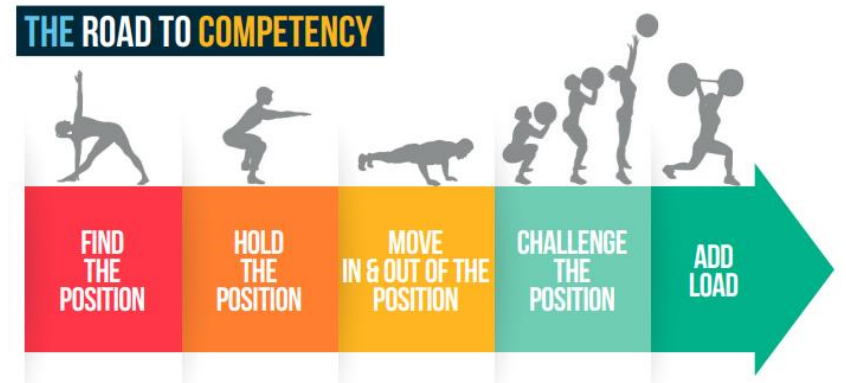 THE ROAD TO COMPETENCY
FIND
THE
POSITION
HOLD
THE
POSITION
MOVE
IN & OUT OF THE
POSITION
CHALLENGE
THE
POSITION
ADD
LOAD